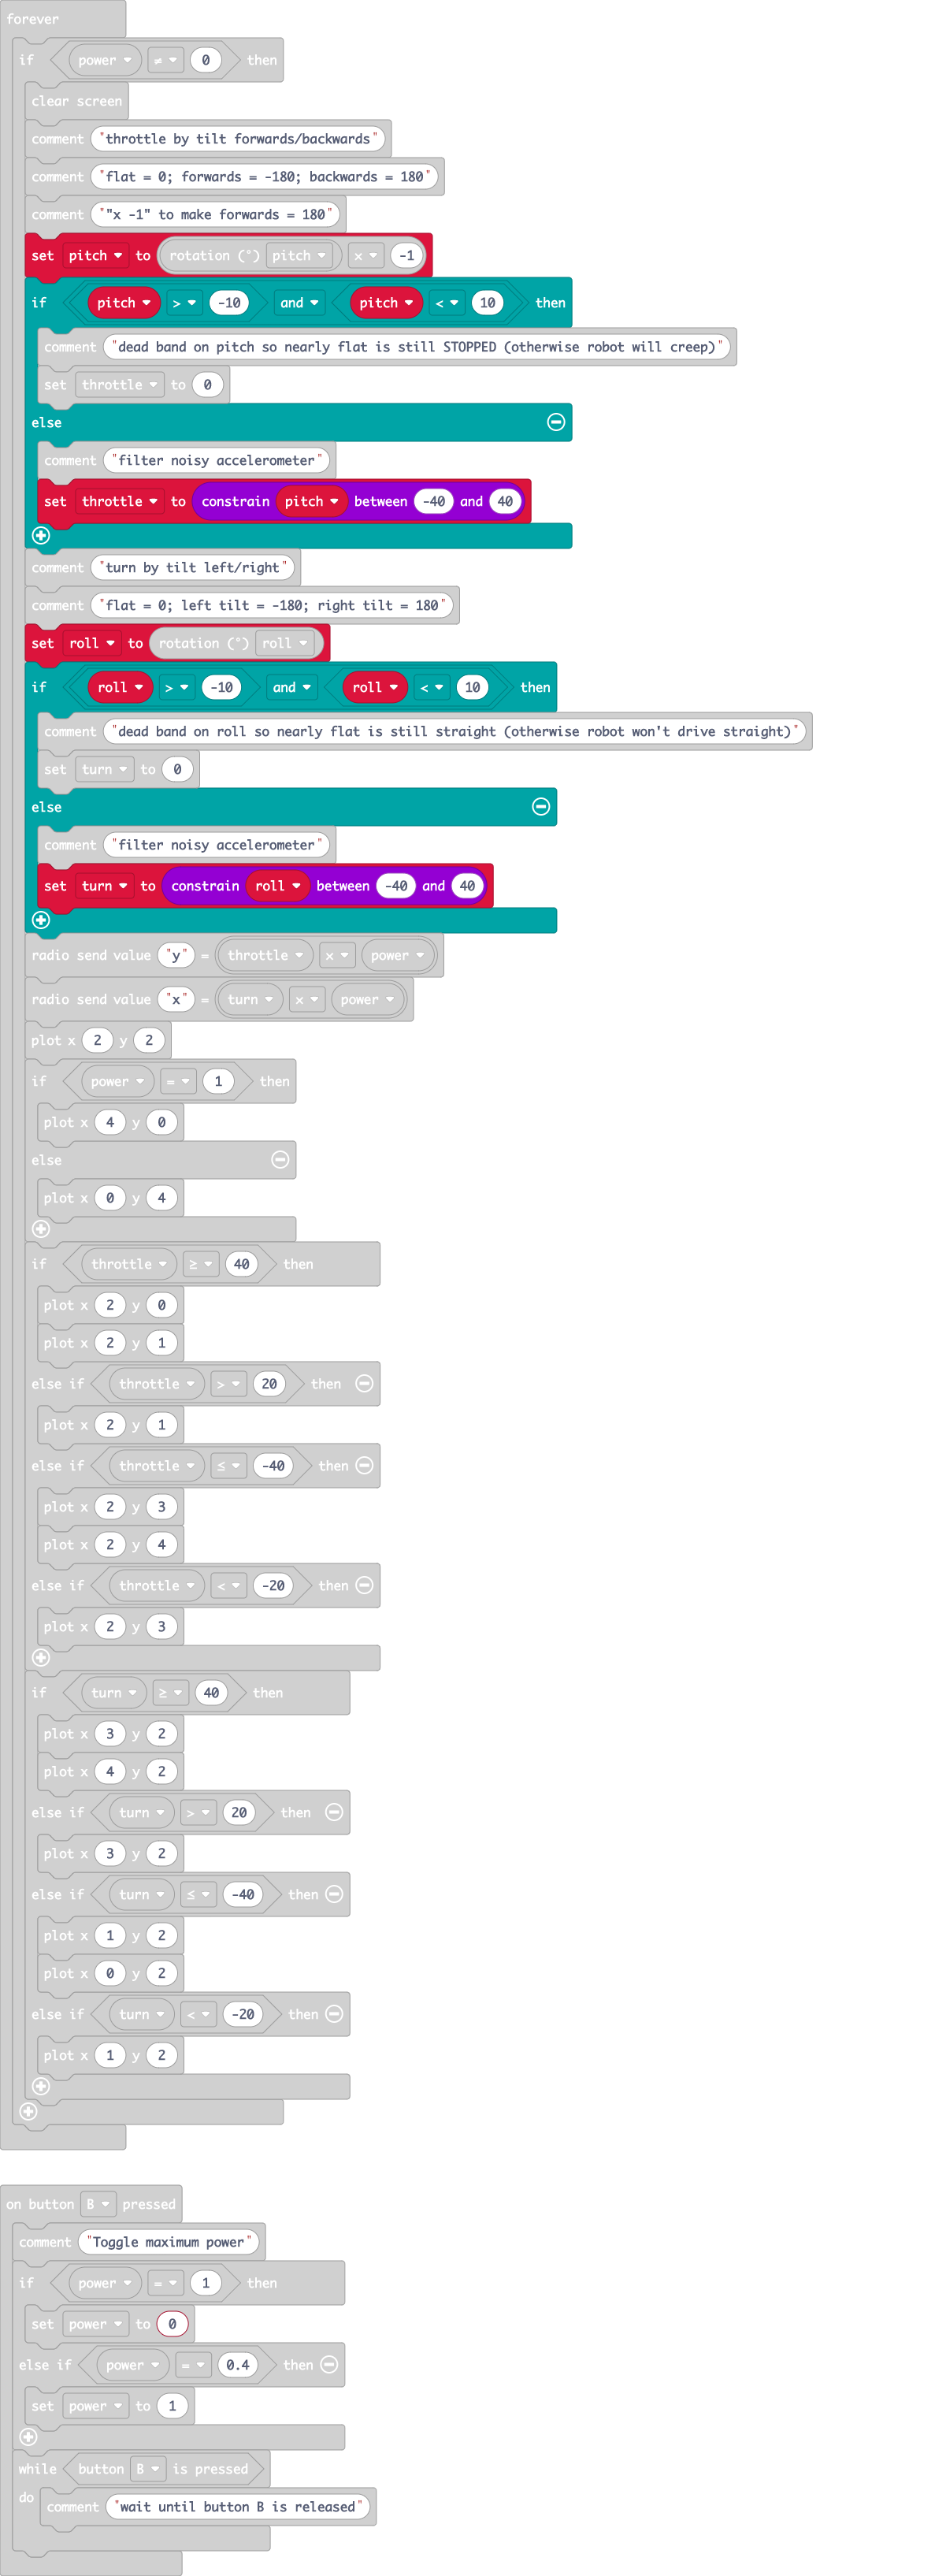 forever
if power ≠ 0 then
clear screen
comment "throttle by tilt forwards/backwards"
comment "flat = 0; forwards = -180; backwards = 180"
comment ""x -1" to make forwards = 180"
set pitch to rotation (°) pitch x -1
if pitch > -10 and pitch < 10 then
comment "dead band on pitch so nearly flat is still STOPPED (otherwise robot will creep)"
set throttle to 0
else
comment "filter noisy accelerometer"
set throttle to constrain pitch between -40 and 40
comment "turn by tilt left/right"
comment "flat = 0; left tilt = -180; right tilt = 180"
set roll to rotation (°) roll
if roll > -10 and roll < 10 then
comment "dead band on roll so nearly flat is still straight (otherwise robot won't drive straight)"
set turn to 0
else
comment "filter noisy accelerometer"
set turn to constrain roll between -40 and 40
radio send value "y" = throttle x power
radio send value "x" = turn x power
plot x 2 y 2
if power = 1 then
plot x 4 y 0
else
plot x 0 y 4
if throttle ≥ 40 then
plot x 2 y 0
plot x 2 y 1
else if throttle > 20 then
plot x 2 y 1
else if throttle ≤ -40 then
plot x 2 y 3
plot x 2 y 4
else if throttle < -20 then
plot x 2 y 3
if turn ≥ 40 then
plot x 3 y 2
plot x 4 y 2
else if turn > 20 then
plot x 3 y 2
else if turn ≤ -40 then
plot x 1 y 2
plot x 0 y 2
else if turn < -20 then
plot x 1 y 2
on button B pressed
comment "Toggle maximum power"
if power = 1 then
set power to 0
else if power = 0.4 then
set power to 1
while button B is pressed
do comment "wait until button B is released"